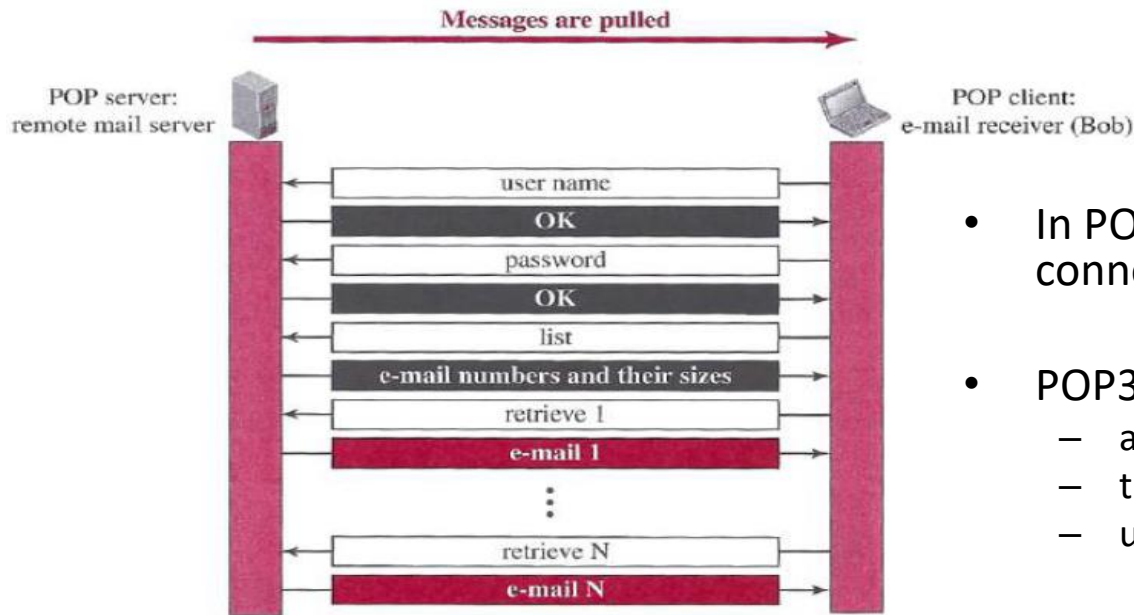 Messages are pulled
POP server:
remote mail server
POP client:
e-mail receiver (Bob)
user name
OK
password
OK
list
e-mail numbers and their sizes
retrieve 1
e-mail 1
retrieve N
e-mail N
• In PO
conne
• POP3
– a
– t
– u